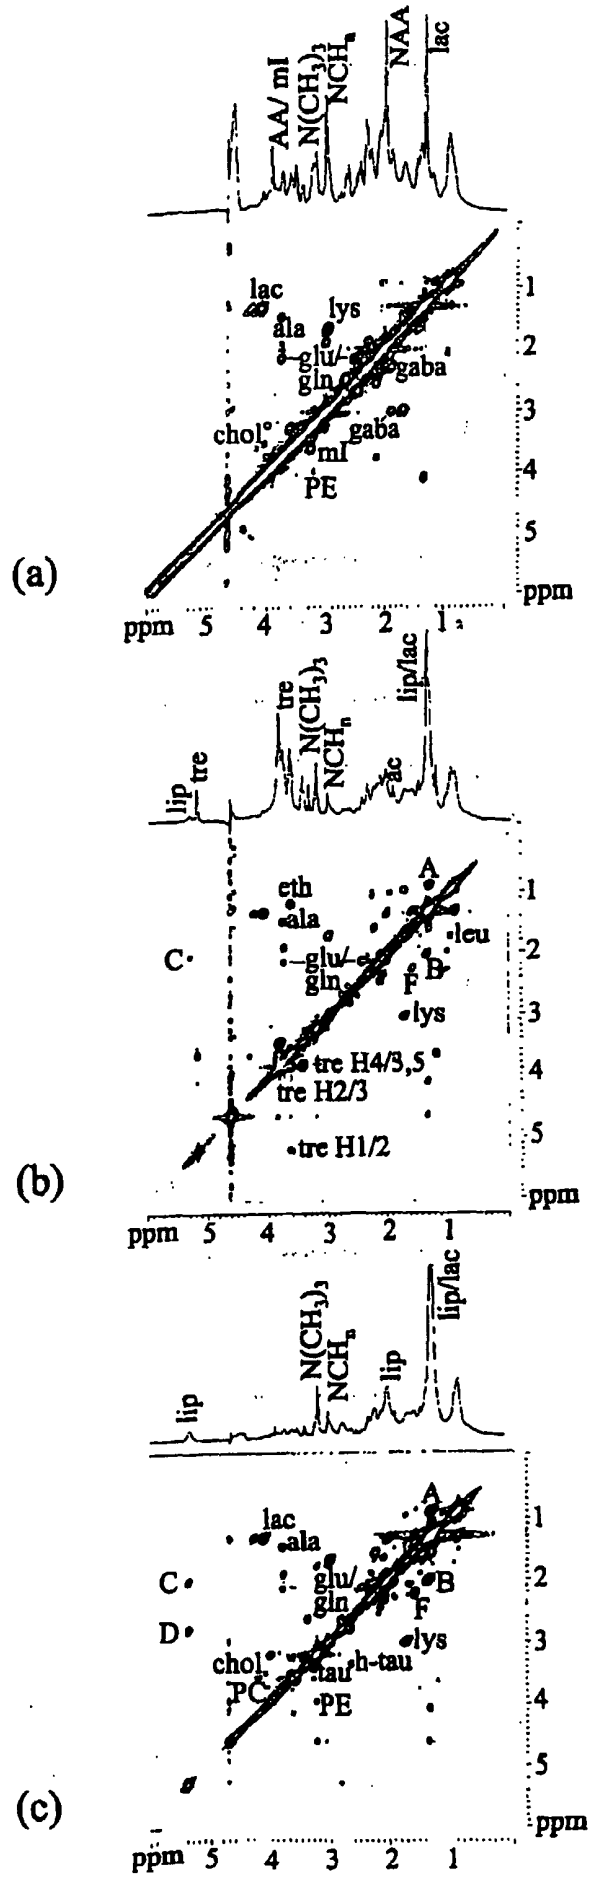 AA/ mI
N(CH3)3
NCHn
NAA
lac
lac
ala
lys
glu/
gln
gaba
chol
gaba
mI
PE
1
2
3
4
5
ppm
(a)
ppm 5 4 3 2 1
lip
tre
tre
N(CH3)3
NCHn
ac
lip/lac
A
eth
ala
leu
C
glu/
gln
F
B
lys
tre H4/3,5
tre H2/3
tre H1/2
1
2
3
4
5
ppm
(b)
ppm 5 4 3 2 1
lip
N(CH3)3
NCHn
lip
lip/lac
A
lac
ala
C
glu/
gln
B
F
D
lys
chol
tau
h-tau
PC
PE
1
2
3
4
5
ppm
(c)
ppm 5 4 3 2 1